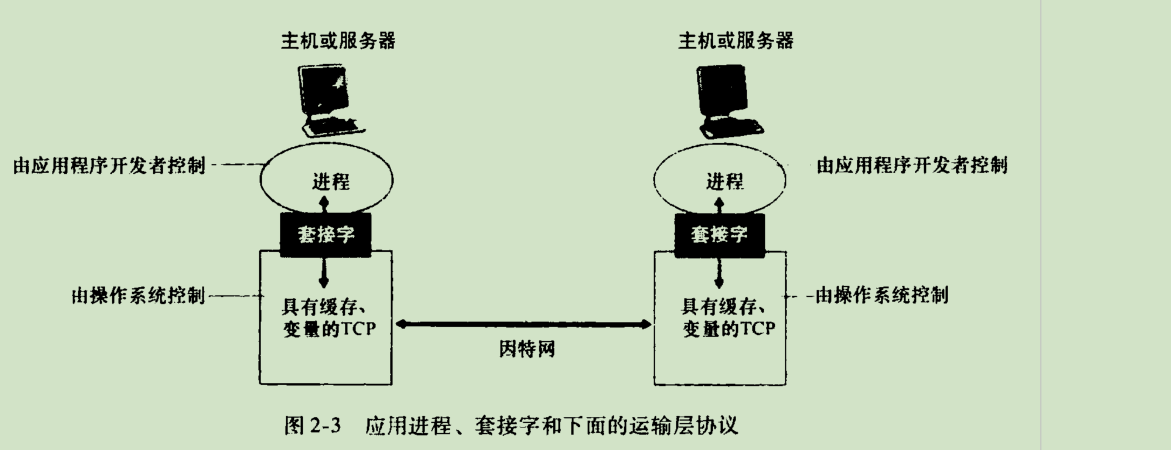 主机或服务器
主机或服务器
由应用程序开发者控制
进程
进程
由应用程序开发者控制
套接字
套接字
由操作系统控制
具有缓存、
变量的TCP
具有缓存、
变量的TCP
由操作系统控制
因特网
图2-3 应用进程、套接字和下面的运输层协议